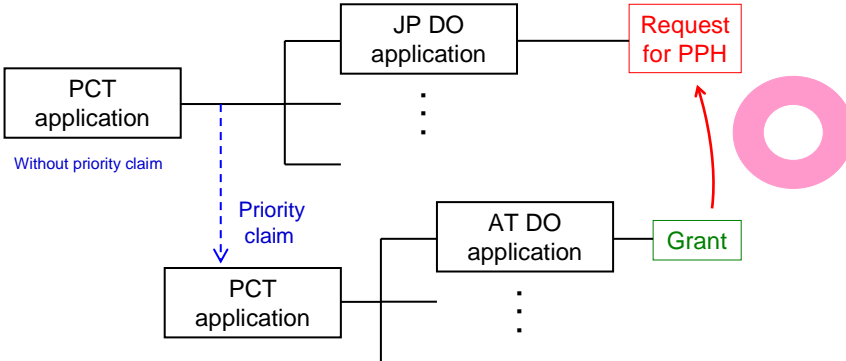 JP DO
application
Request
for PPH
PCT
application
Without priority claim
Priority
claim
AT DO
application
Grant
PCT
application